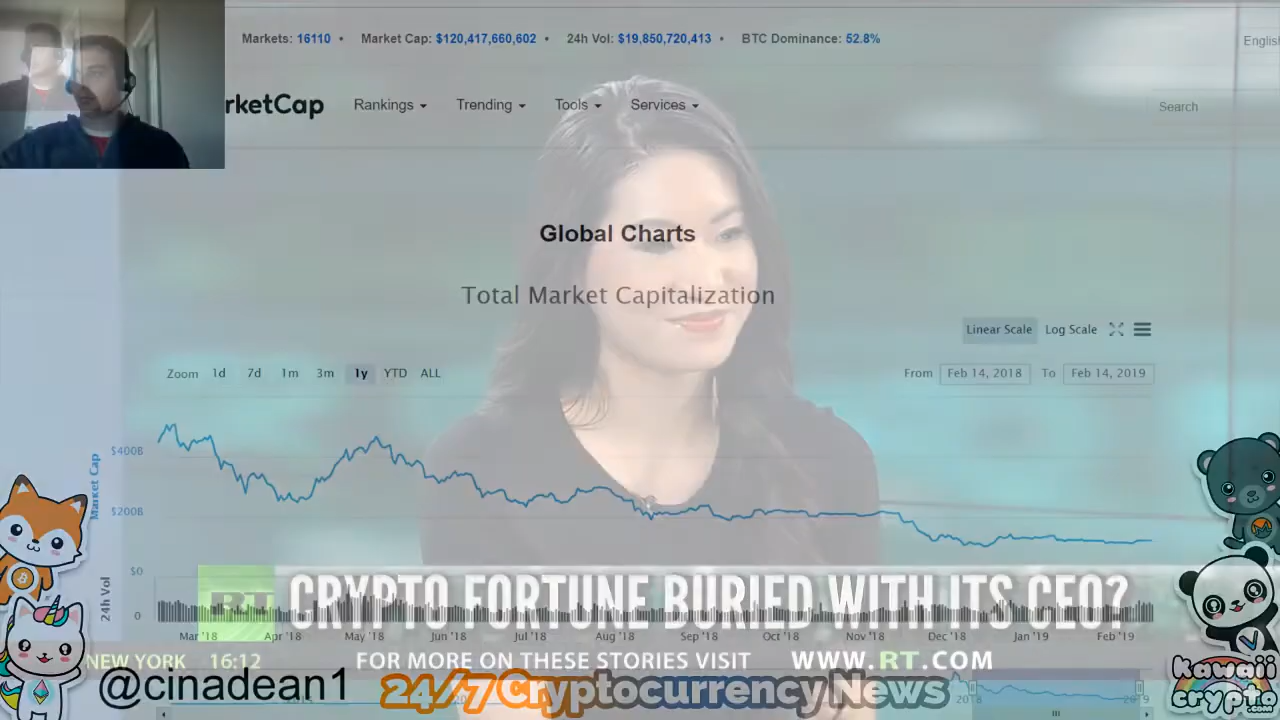 Markets: 16110 • Market Cap: $120,417,660,602 • 24h Vol: $19,850,720,413 • BTC Dominance: 52.8%
English
rketCap Rankings Trending Tools Services Search
Global Charts
Total Market Capitalization
Linear Scale Log Scale
Zoom 1d 7d 1m 3m 1y YTD ALL From Feb 14, 2018 To Feb 14, 2019
Market Cap
$400B
$200B
$0
24h Vol
0
RT CRYPTO FORTUNE BURIED WITH ITS CEO?
Mar '18 Apr '18 May '18 Jun '18 Jul '18 Aug '18 Sep '18 Oct '18 Nov '18 Dec '18 Jan '19 Feb '19
NEW YORK 16:12 FOR MORE ON THESE STORIES VISIT WWW.RT.COM
@cinadean1 24/7 Cryptocurrency News
2018
kawaii
crypto
.com